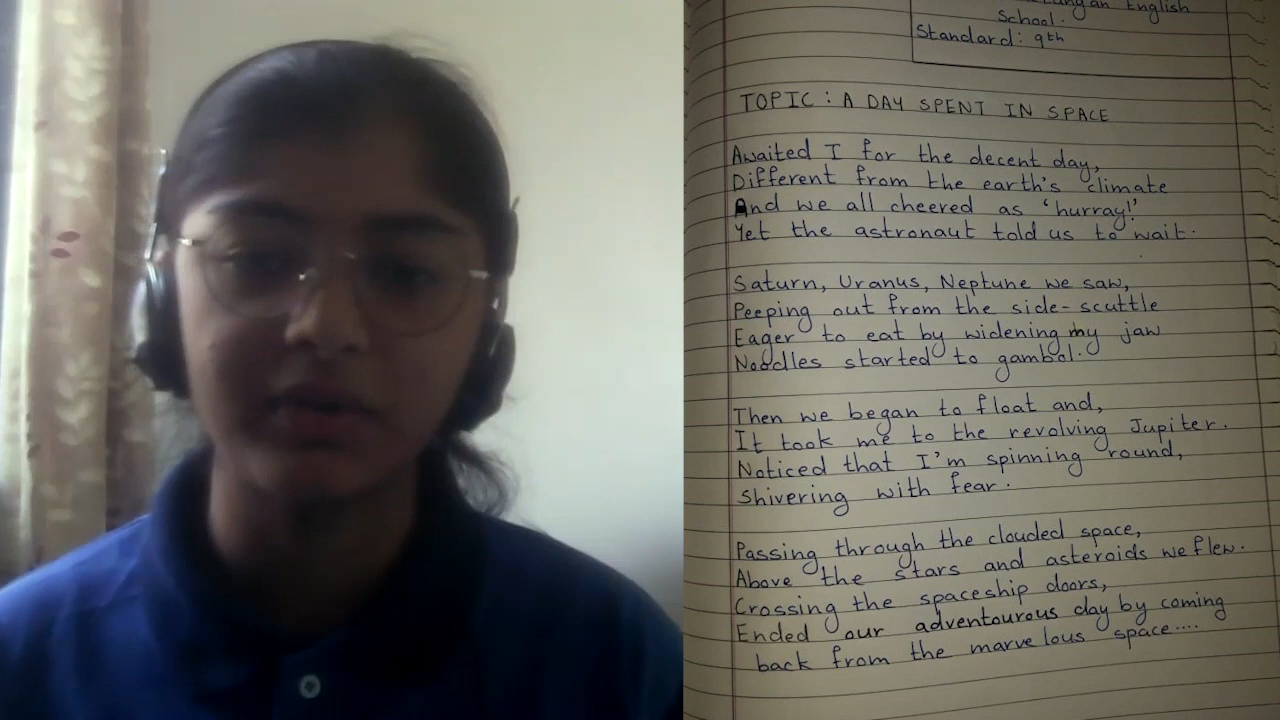 English
School.
Standard: 9th
TOPIC: A DAY SPENT IN SPACE
Awaited I for the decent day,
Different from the earth's climate
And we all cheered as 'hurray!'
Yet the astronaut told us to wait.
Saturn, Uranus, Neptune we saw,
Peeping out from the side-scuttle
Eager to eat by widening my jaw
Noodles started to gambol.
Then we began to float and,
It took me to the revolving Jupiter.
Noticed that I'm spinning round,
Shivering with fear.
Passing through the clouded space,
Above the stars and asteroids we flew.
Crossing the spaceship doors,
Ended our adventourous day by coming
back from the marvelous space....